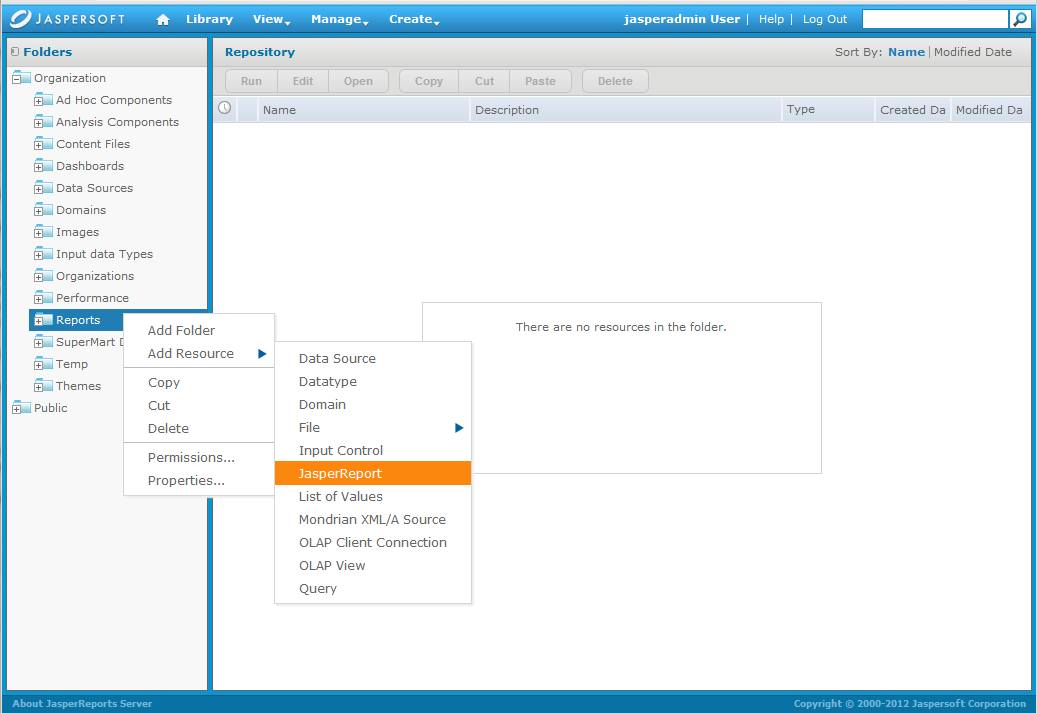 JASPERSOFT Library View Manage Create jasperadmin User | Help | Log Out
Folders
Organization
Ad Hoc Components
Analysis Components
Content Files
Dashboards
Data Sources
Domains
Images
Input data Types
Organizations
Performance
Reports
SuperMart D
Temp
Themes
Public
Repository
Sort By: Name | Modified Date
Run Edit Open Copy Cut Paste Delete
Name Description Type Created Da Modified Da
There are no resources in the folder.
Add Folder
Add Resource
Copy
Cut
Delete
Permissions...
Properties...
Data Source
Datatype
Domain
File
Input Control
JasperReport
List of Values
Mondrian XML/A Source
OLAP Client Connection
OLAP View
Query
About JasperReports Server
Copyright © 2000-2012 Jaspersoft Corporation